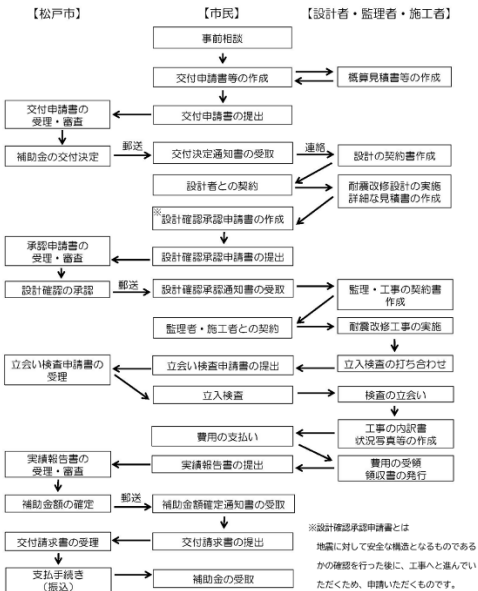 【松戸市】
【市民】
【設計者・監理者・施工者】
事前相談
交付申請書等の作成
概算見積書等の作成
交付申請書の
受理・審査
交付申請書の提出
補助金の交付決定
郵送
交付決定通知書の受取
連絡
設計の契約書作成
設計者との契約
耐震改修設計の実施
詳細な見積書の作成
※
設計確認承認申請書の作成
承認申請書の
受理・審査
設計確認承認申請書の提出
設計確認の承認
郵送
設計確認承認通知書の受取
監理・工事の契約書
作成
監理者・施工者との契約
耐震改修工事の実施
立会い検査申請書の
受理
立会い検査申請書の提出
立入検査の打ち合わせ
立入検査
検査の立会い
工事の内訳書
状況写真等の作成
費用の支払い
費用の受領
領収書の発行
実績報告書の
受理・審査
実績報告書の提出
補助金額の確定
郵送
補助金額確定通知書の受取
交付請求書の受理
交付請求書の提出
支払手続き
(振込)
補助金の受取
※設計確認承認申請書とは
地震に対して安全な構造となるものである
かの確認を行った後に、工事へと進んでい
ただくため、申請いただくものです。